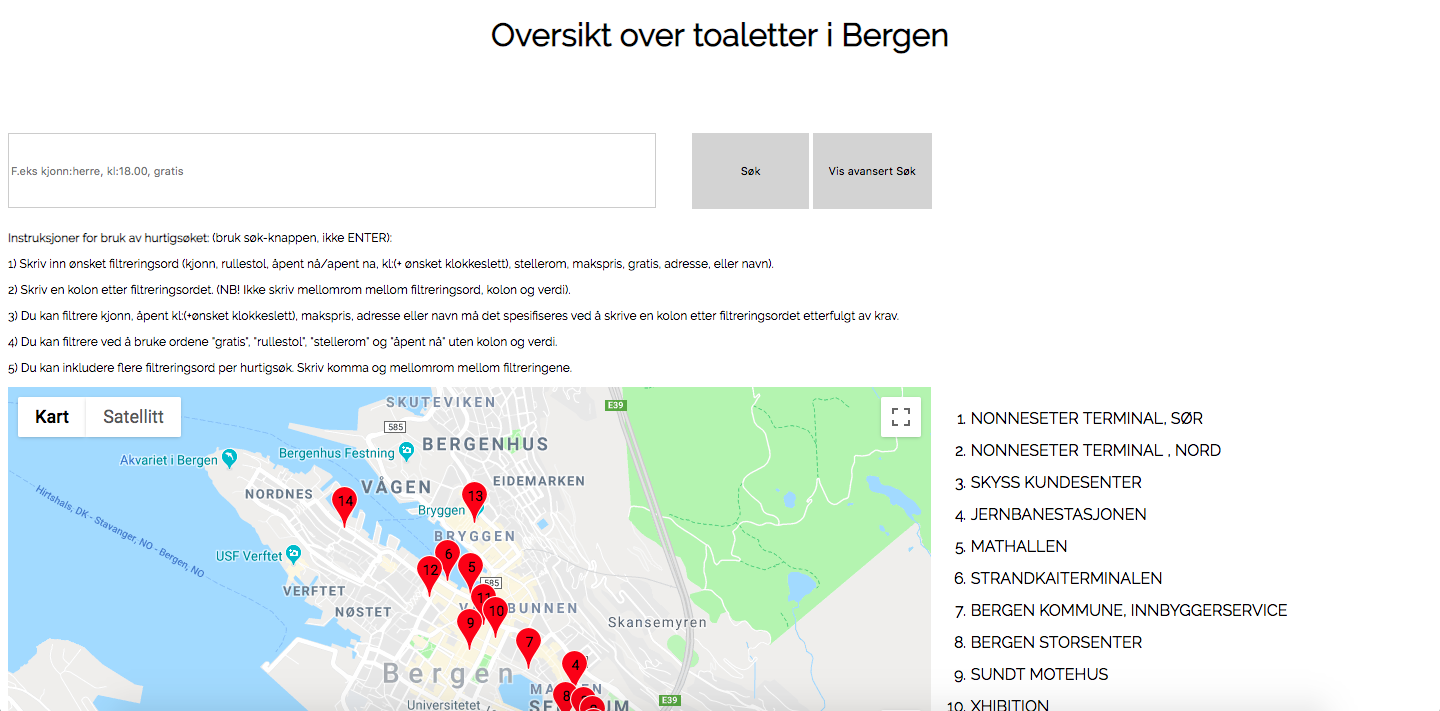 Oversikt over toaletter i Bergen
F.eks kjonn:herre, kl:18.00, gratis
Søk
Vis avansert Søk
Instruksjoner for bruk av hurtigsøket: (bruk søk-knappen, ikke ENTER):
1) Skriv inn ønsket filtreringsord (kjonn, rullestol, åpent nå/apent na, kl:(+ ønsket klokkeslett), stellerom, makspris, gratis, adresse, eller navn).
2) Skriv en kolon etter filtreringsordet. (NB! Ikke skriv mellomrom mellom filtreringsord, kolon og verdi).
3) Du kan filtrere kjonn, åpent kl:(+ønsket klokkeslett), makspris, adresse eller navn må det spesifiseres ved å skrive en kolon etter filtreringsordet etterfulgt av krav.
4) Du kan filtrere ved å bruke ordene "gratis", "rullestol", "stellerom" og "åpent nå" uten kolon og verdi.
5) Du kan inkludere flere filtreringsord per hurtigsøk. Skriv komma og mellomrom mellom filtreringene.
Kart
Satellitt
SKUTEVIKEN
E39
585
BERGENHUS
Bergenhus Festning
Akvariet i Bergen
EIDEMARKEN
NORDNES
VÅGEN
14
13
Bryggen
Hirtshals, DK - Stavanger, NO - Bergen, NO
BRYGGEN
USF Verftet
6
12
5
585
VERFTET
11
10
BUNNEN
NØSTET
9
Skansemyren
7
4
Bergen
8
E39
Universitetet
1. NONNESETER TERMINAL, SØR
2. NONNESETER TERMINAL , NORD
3. SKYSS KUNDESENTER
4. JERNBANESTASJONEN
5. MATHALLEN
6. STRANDKAITERMINALEN
7. BERGEN KOMMUNE, INNBYGGERSERVICE
8. BERGEN STORSENTER
9. SUNDT MOTEHUS
10. XHIBITION